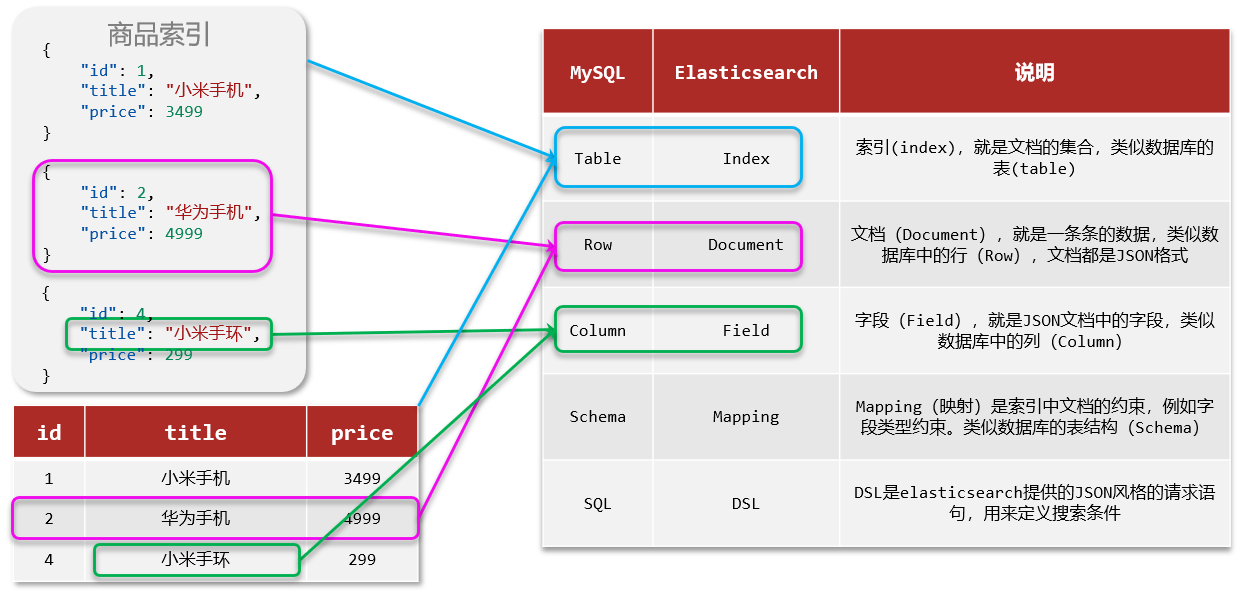 商品索引
{
"id": 1,
"title": "小米手机",
"price": 3499
}
{
"id": 2,
"title": "华为手机",
"price": 4999
}
{
"id": 4,
"title": "小米手环",
"price": 299
}
id title price
1 小米手机 3499
2 华为手机 4999
4 小米手环 299
MySQL Elasticsearch 说明
Table Index
索引(index)，就是文档的集合，类似数据库的
表(table)
Row Document
文档（Document），就是一条条的数据，类似数
据库中的行（Row），文档都是JSON格式
Column Field
字段（Field），就是JSON文档中的字段，类似
数据库中的列（Column）
Schema Mapping
Mapping（映射）是索引中文档的约束，例如字
段类型约束。类似数据库的表结构（Schema）
SQL DSL
DSL是elasticsearch提供的JSON风格的请求语
句，用来定义搜索条件